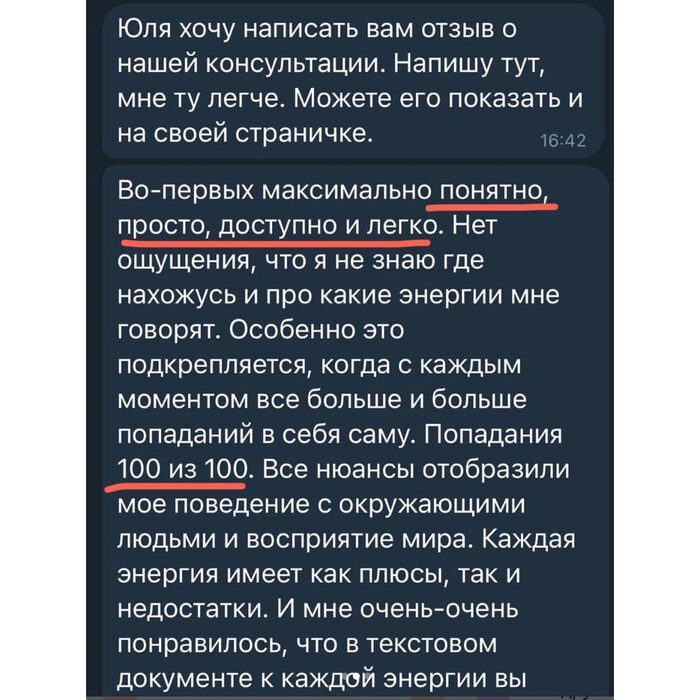 Юля хочу написать вам отзыв о
нашей консультации. Напишу тут,
мне ту легче. Можете его показать и
на своей страничке.
16:42
Во-первых максимально понятно,
просто, доступно и легко. Нет
ощущения, что я не знаю где
нахожусь и про какие энергии мне
говорят. Особенно это
подкрепляется, когда с каждым
моментом все больше и больше
попаданий в себя саму. Попадания
100 из 100. Все нюансы отобразили
мое поведение с окружающими
людьми и восприятие мира. Каждая
энергия имеет как плюсы, так и
недостатки. И мне очень-очень
понравилось, что в текстовом
документе к каждой энергии вы